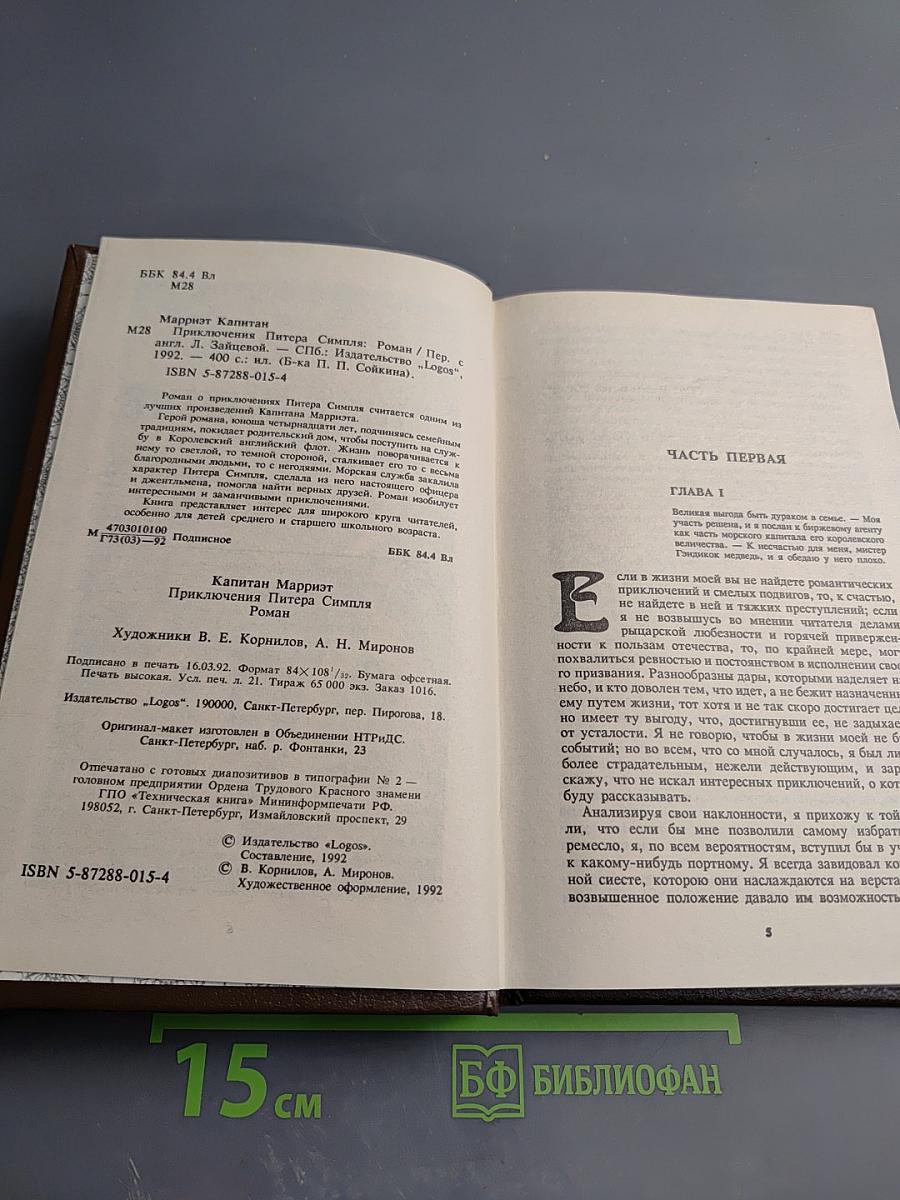 ББК 84.4 Вл
М28
Марриэт Капитан
М28 Приключения Питера Симпля: Роман / Пер. с
англ. Л. Зайцевой. — СПб.: Издательство „Logos“,
1992. — 400 с.: ил. (Б-ка П. П. Сойкина).
ISBN 5-87288-015-4
Роман о приключениях Питера Симпля считается одним из
лучших произведений Капитана Марриэта.
Герой романа, юноша четырнадцати лет, подчиняясь семейным
традициям, покидает родительский дом, чтобы поступить на служ-
бу в Королевский английский флот. Жизнь поворачивается к
нему то светлой, то темной стороной, сталкивает его то с весьма
благородными людьми, то с негодяями. Морская служба закалила
характер Питера Симпля, сделала из него настоящего офицера
и джентльмена, помогла найти верных друзей. Роман изобилует
интересными и заманчивыми приключениями.
Книга представляет интерес для широкого круга читателей,
особенно для детей среднего и старшего школьного возраста.
М 4703010100
Г73(03)—92 Подписное
ББК 84.4 Вл
Капитан Марриэт
Приключения Питера Симпля
Роман
Художники В. Е. Корнилов, А. Н. Миронов
Подписано в печать 16.03.92. Формат 84×108¹/₃₂. Бумага офсетная.
Печать высокая. Усл. печ. л. 21. Тираж 65 000 экз. Заказ 1016.
Издательство „Logos“. 190000, Санкт-Петербург, пер. Пирогова, 18.
Оригинал-макет изготовлен в Объединении НТРиДС.
Санкт-Петербург, наб. р. Фонтанки, 23
Отпечатано с готовых диапозитивов в типографии № 2 —
головном предприятии Ордена Трудового Красного знамени
ГПО «Техническая книга» Мининформпечати РФ.
198052, г. Санкт-Петербург, Измайловский проспект, 29
© Издательство «Logos».
Составление, 1992
© В. Корнилов, А. Миронов.
Художественное оформление, 1992
ISBN 5-87288-015-4
ЧАСТЬ ПЕРВАЯ
ГЛАВА I
Великая выгода быть дураком в семье. — Моя
участь решена, и я послан к биржевому агенту
как часть морского капитала его королевского
величества. — К несчастью для меня, мистер
Гэндикок медведь, и я обедаю у него плохо.
Если в жизни моей вы не найдете романтических
приключений и смелых подвигов, то, к счастью,
не найдете в ней и тяжких преступлений; если
я не возвышусь во мнении читателя делами
рыцарской любезности и горячей привержен-
ности к пользам отечества, то, по крайней мере, мог
похвалиться ревностью и постоянством в исполнении свое
го призвания. Разнообразны дары, которыми наделяет на
небо, и кто доволен тем, что идет, а не бежит назначенны
ему путем жизни, тот хотя и не так скоро достигает цел
но имеет ту выгоду, что, достигнув ее, не задыхае
от усталости. Я не говорю, чтобы в жизни моей не б
событий; но во всем, что со мной случалось, я был ли
более страдательным, нежели действующим, и зар
скажу, что не искал интересных приключений, о кот
буду рассказывать.
Анализируя свои наклонности, я прихожу к той
ли, что если бы мне позволили самому избрат
ремесло, я, по всем вероятностям, вступил бы в уч
к какому-нибудь портному. Я всегда завидовал ко
ной сиесте, которою они наслаждаются на верста
возвышенное положение давало им возможность
5
15 см
БФ БИБЛИОФАН